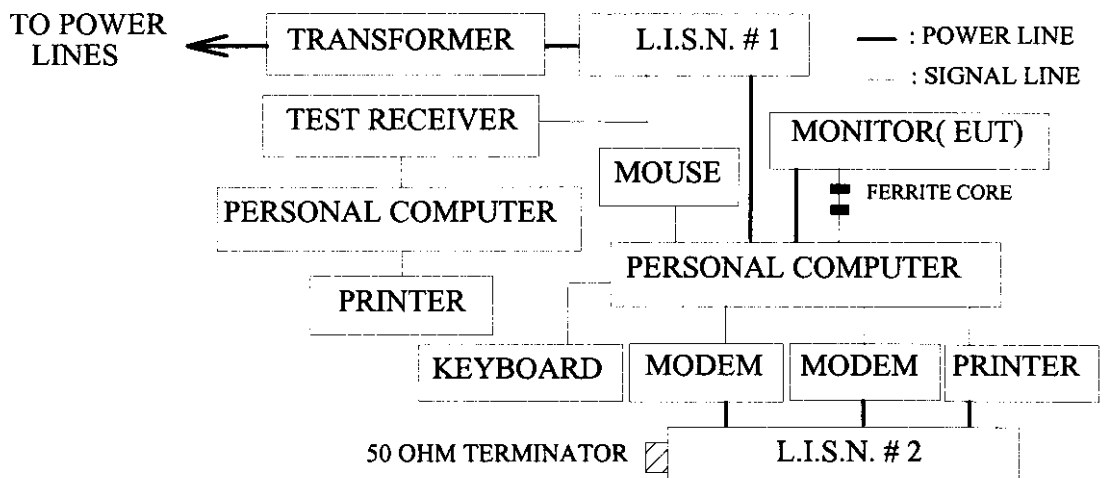 TO POWER
LINES
TRANSFORMER
L.I.S.N. # 1
: POWER LINE
: SIGNAL LINE
TEST RECEIVER
MONITOR( EUT)
MOUSE
FERRITE CORE
PERSONAL COMPUTER
PERSONAL COMPUTER
PRINTER
KEYBOARD
MODEM
MODEM
PRINTER
50 OHM TERMINATOR
L.I.S.N. # 2